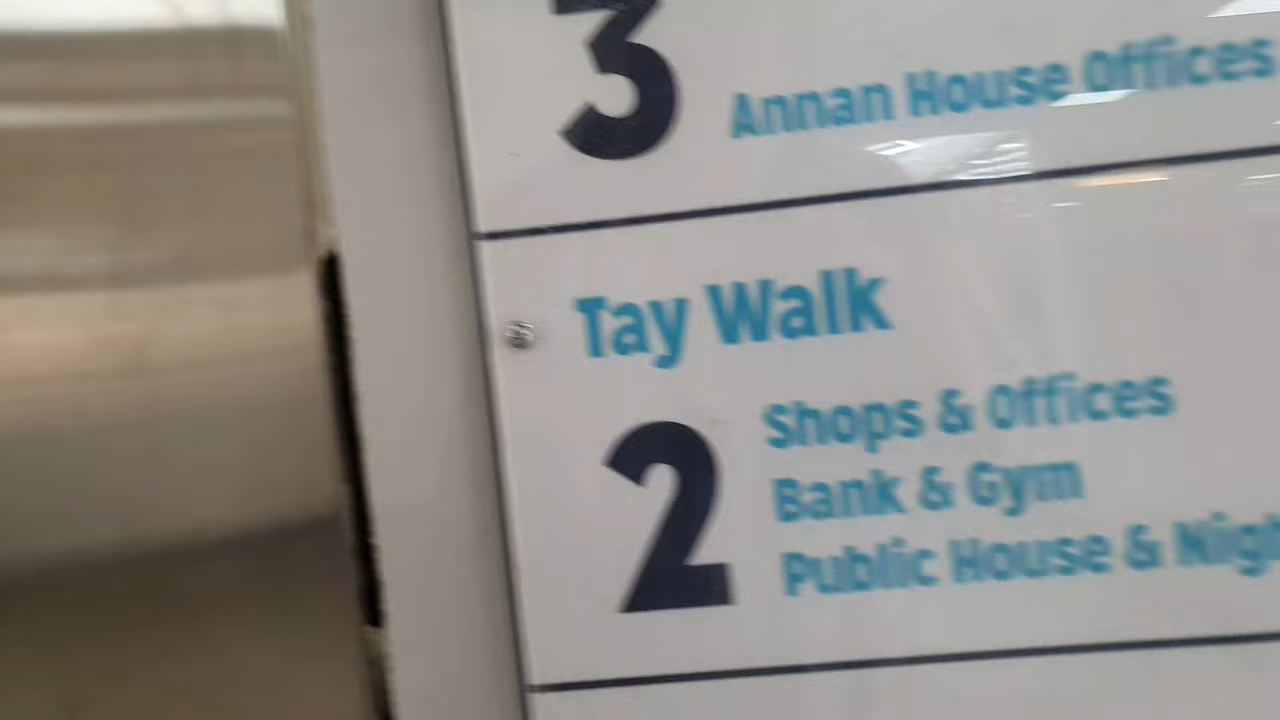 3
Annan House Offices
Tay Walk
2
Shops & Offices
Bank & Gym
Public House &